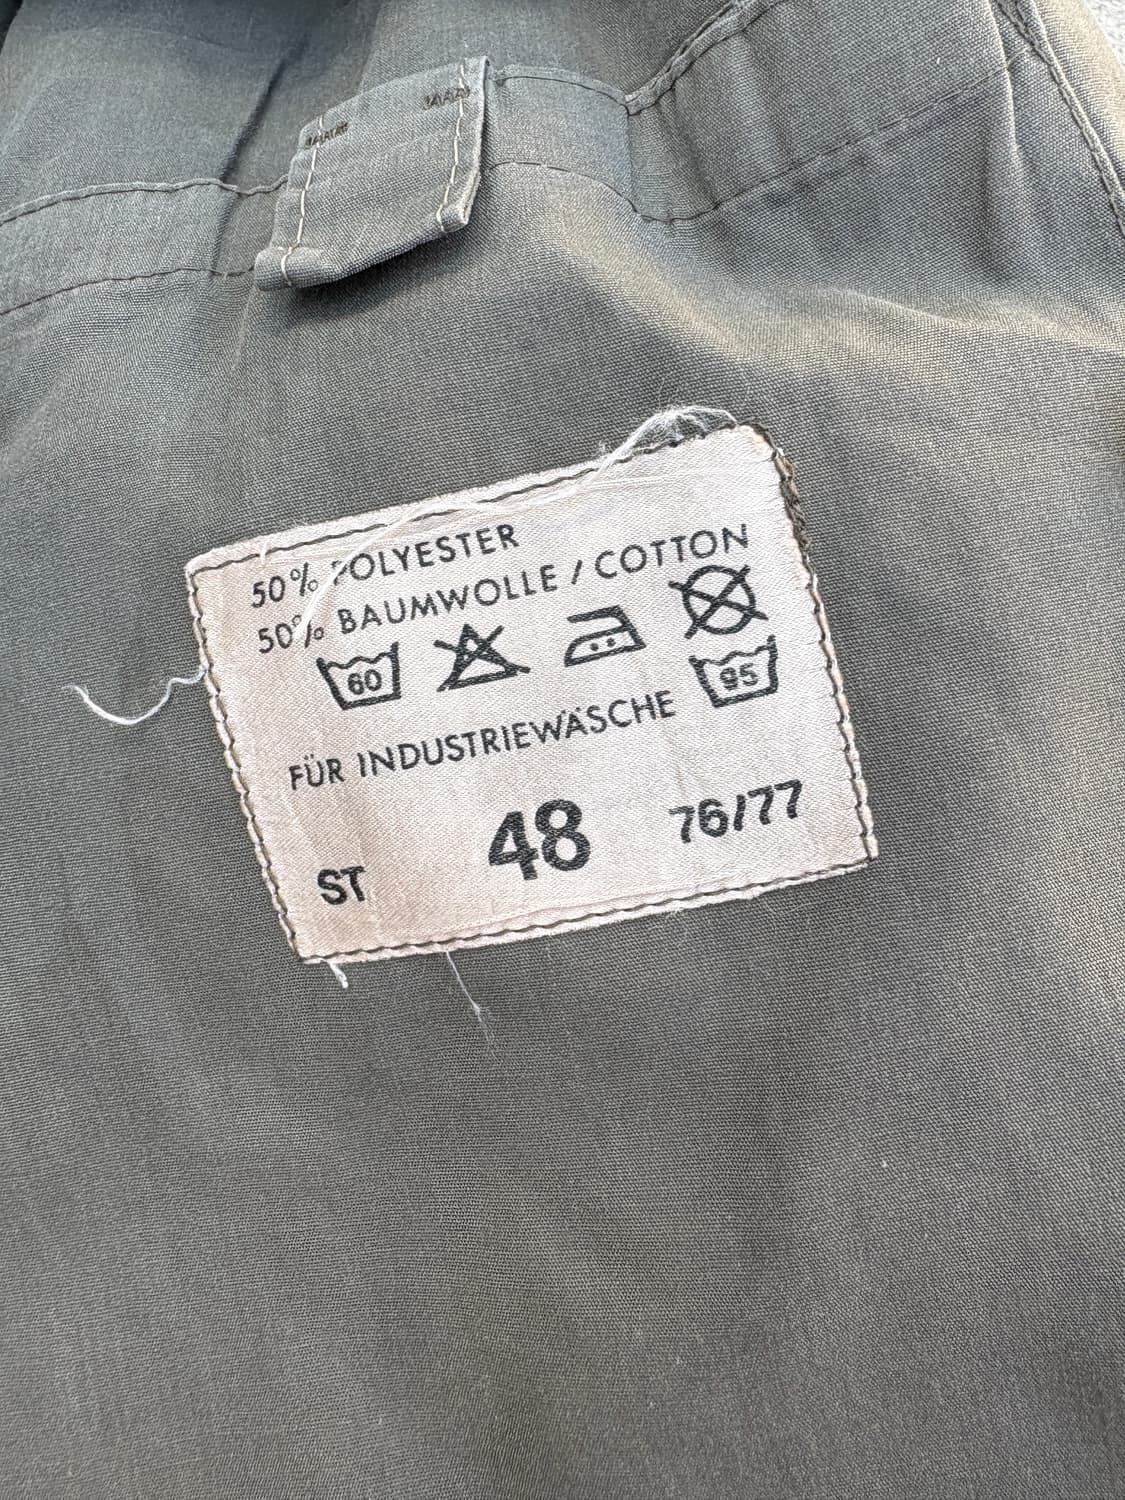 50% POLYESTER
50% BAUMWOLLE / COTTON
60
FÜR INDUSTRIEWÄSCHE 95
ST 48 76/77